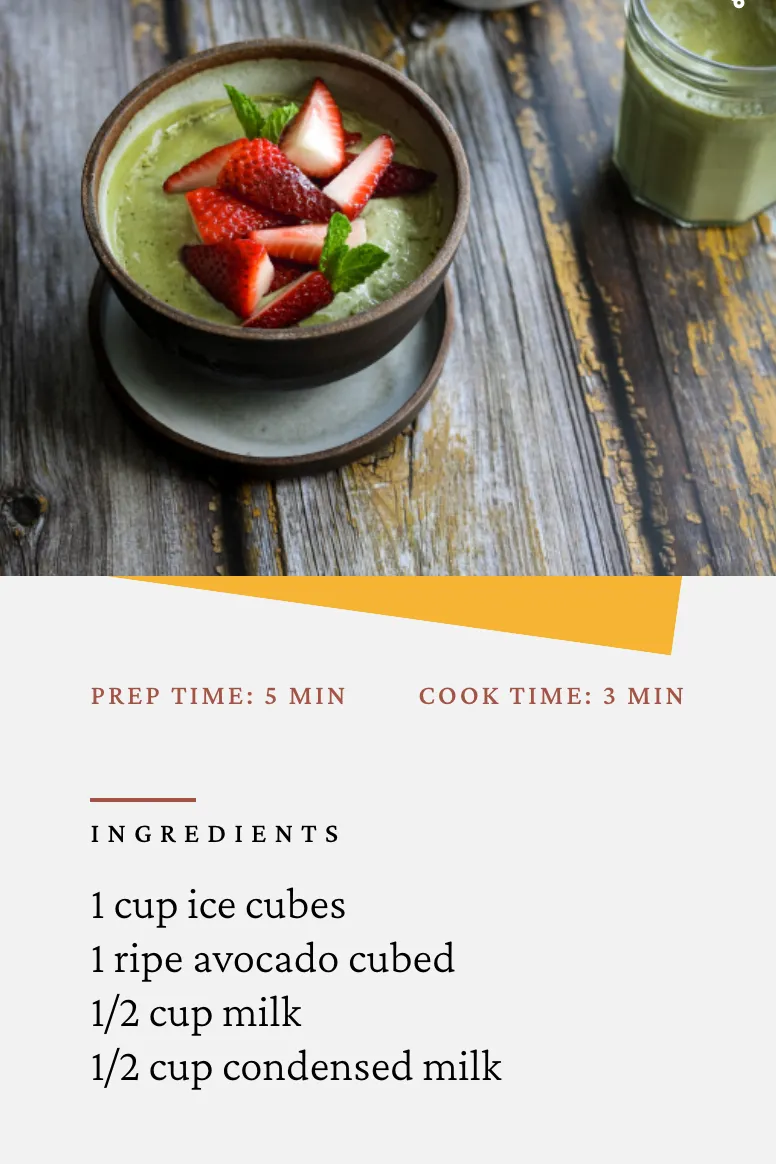 PREP TIME: 5 MIN
COOK TIME: 3 MIN
INGREDIENTS
1 cup ice cubes
1 ripe avocado cubed
1/2 cup milk
1/2 cup condensed milk